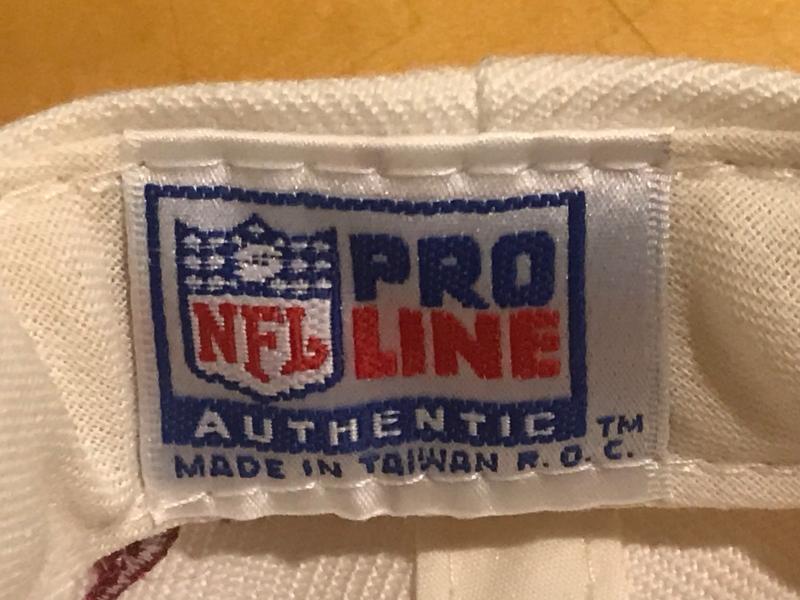 NFL
PRO
LINE
AUTHENTIC
TM
MADE IN TAIWAN R.O.C.